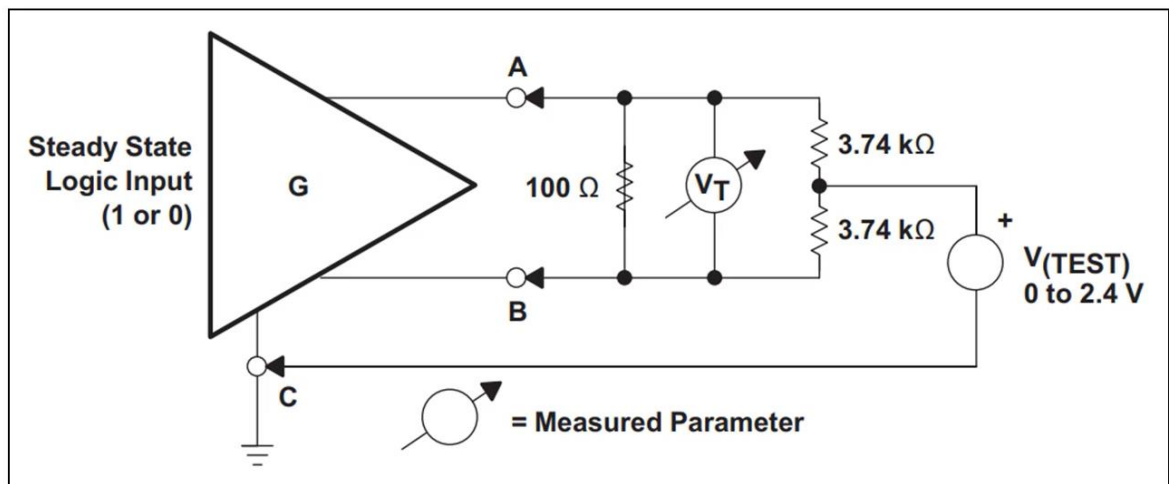 A
Steady State
Logic Input
(1 or 0)
G
100 Ω
VT
3.74 kΩ
3.74 kΩ
+
V(TEST)
0 to 2.4 V
B
C
= Measured Parameter